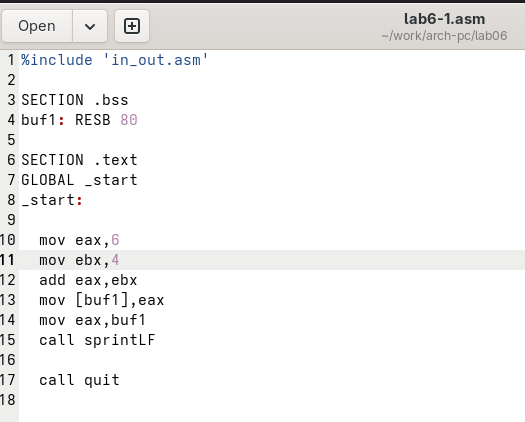 Open
lab6-1.asm
~/work/arch-pc/lab06
1 %include 'in_out.asm'
2
3 SECTION .bss
4 buf1: RESB 80
5
6 SECTION .text
7 GLOBAL _start
8 _start:
9
10   mov eax,6
11   mov ebx,4
12   add eax,ebx
13   mov [buf1],eax
14   mov eax,buf1
15   call sprintLF
16
17   call quit
18